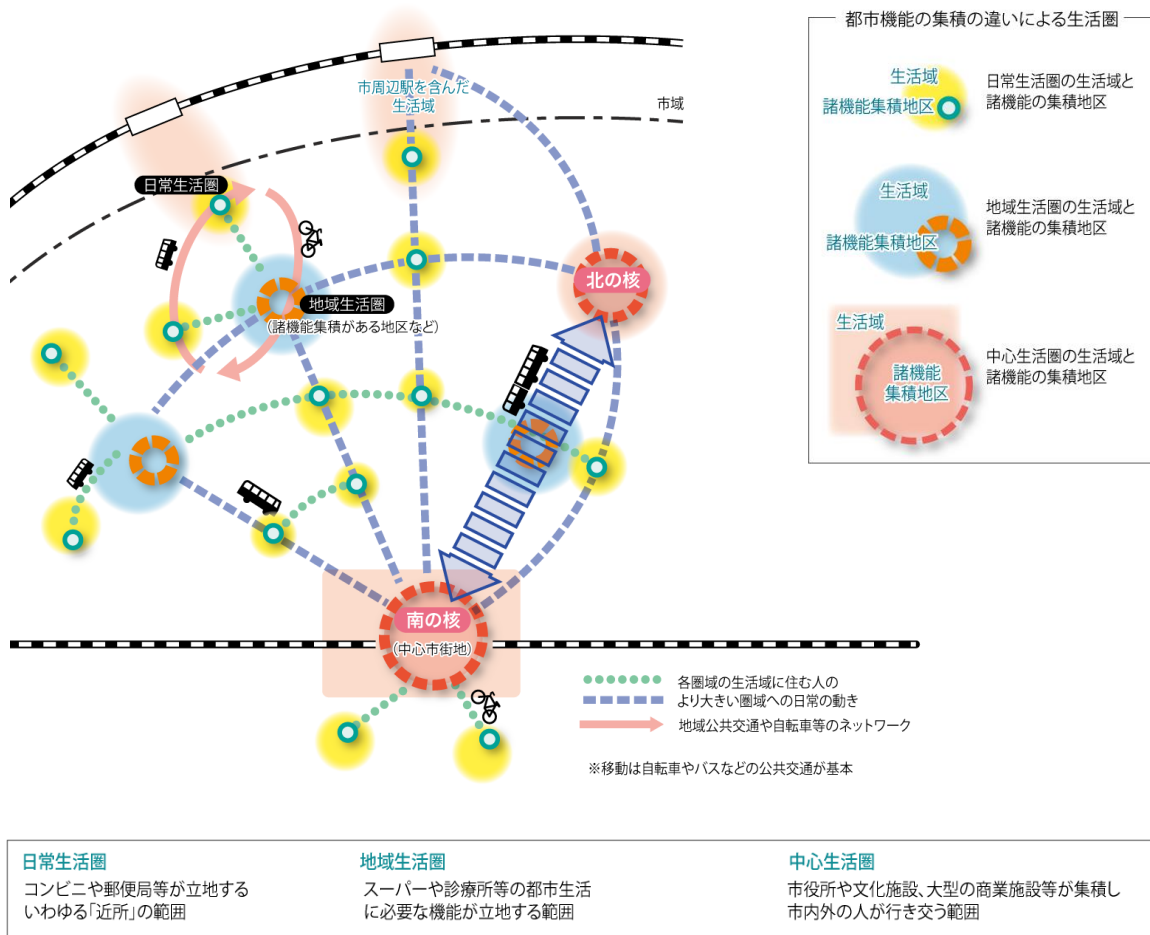 都市機能の集積の違いによる生活圏
生活域
諸機能集積地区
日常生活圏の生活域と
諸機能の集積地区
生活域
諸機能集積地区
地域生活圏の生活域と
諸機能の集積地区
生活域
諸機能
集積地区
中心生活圏の生活域と
諸機能の集積地区
市周辺駅を含んだ
生活域
市域
日常生活圏
北の核
地域生活圏
(諸機能集積がある地区など)
南の核
(中心市街地)
各圏域の生活域に住む人の
より大きい圏域への日常の動き
地域公共交通や自転車等のネットワーク
※移動は自転車やバスなどの公共交通が基本
日常生活圏
コンビニや郵便局等が立地する
いわゆる「近所」の範囲
地域生活圏
スーパーや診療所等の都市生活
に必要な機能が立地する範囲
中心生活圏
市役所や文化施設、大型の商業施設等が集積し
市内外の人が行き交う範囲